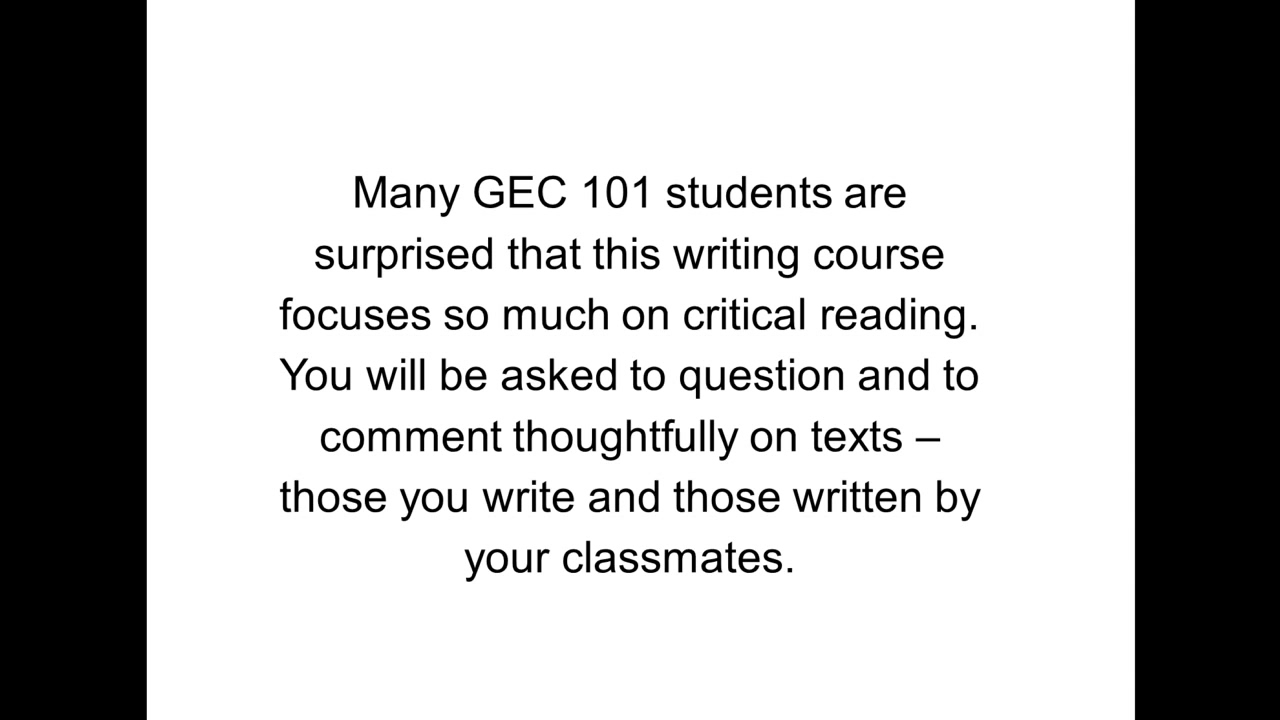 Many GEC 101 students are
surprised that this writing course
focuses so much on critical reading.
You will be asked to question and to
comment thoughtfully on texts –
those you write and those written by
your classmates.